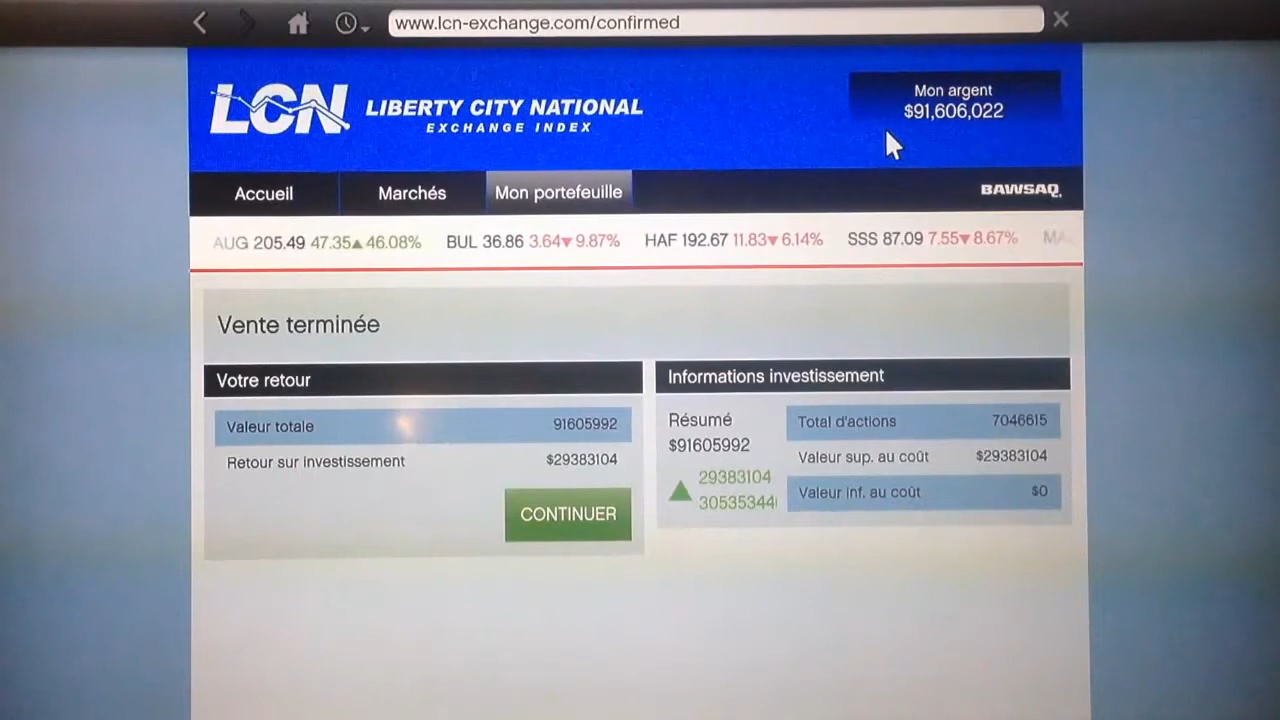 www.lcn-exchange.com/confirmed
LCN LIBERTY CITY NATIONAL
EXCHANGE INDEX
Mon argent
$91,606,022
Accueil Marchés Mon portefeuille BAWSAQ.
AUG 205.49 47.35▲46.08% BUL 36.86 3.64▼9.87% HAF 192.67 11.83▼6.14% SSS 87.09 7.55▼8.67%
Vente terminée
Votre retour
Valeur totale 91605992
Retour sur investissement $29383104
CONTINUER
Informations investissement
Résumé
$91605992
▲ 29383104
30535344
Total d'actions 7046615
Valeur sup. au coût $29383104
Valeur inf. au coût $0